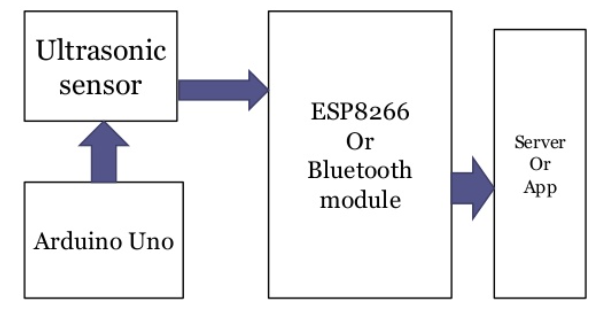 Ultrasonic
sensor
Arduino Uno
ESP8266
Or
Bluetooth
module
Server
Or
App